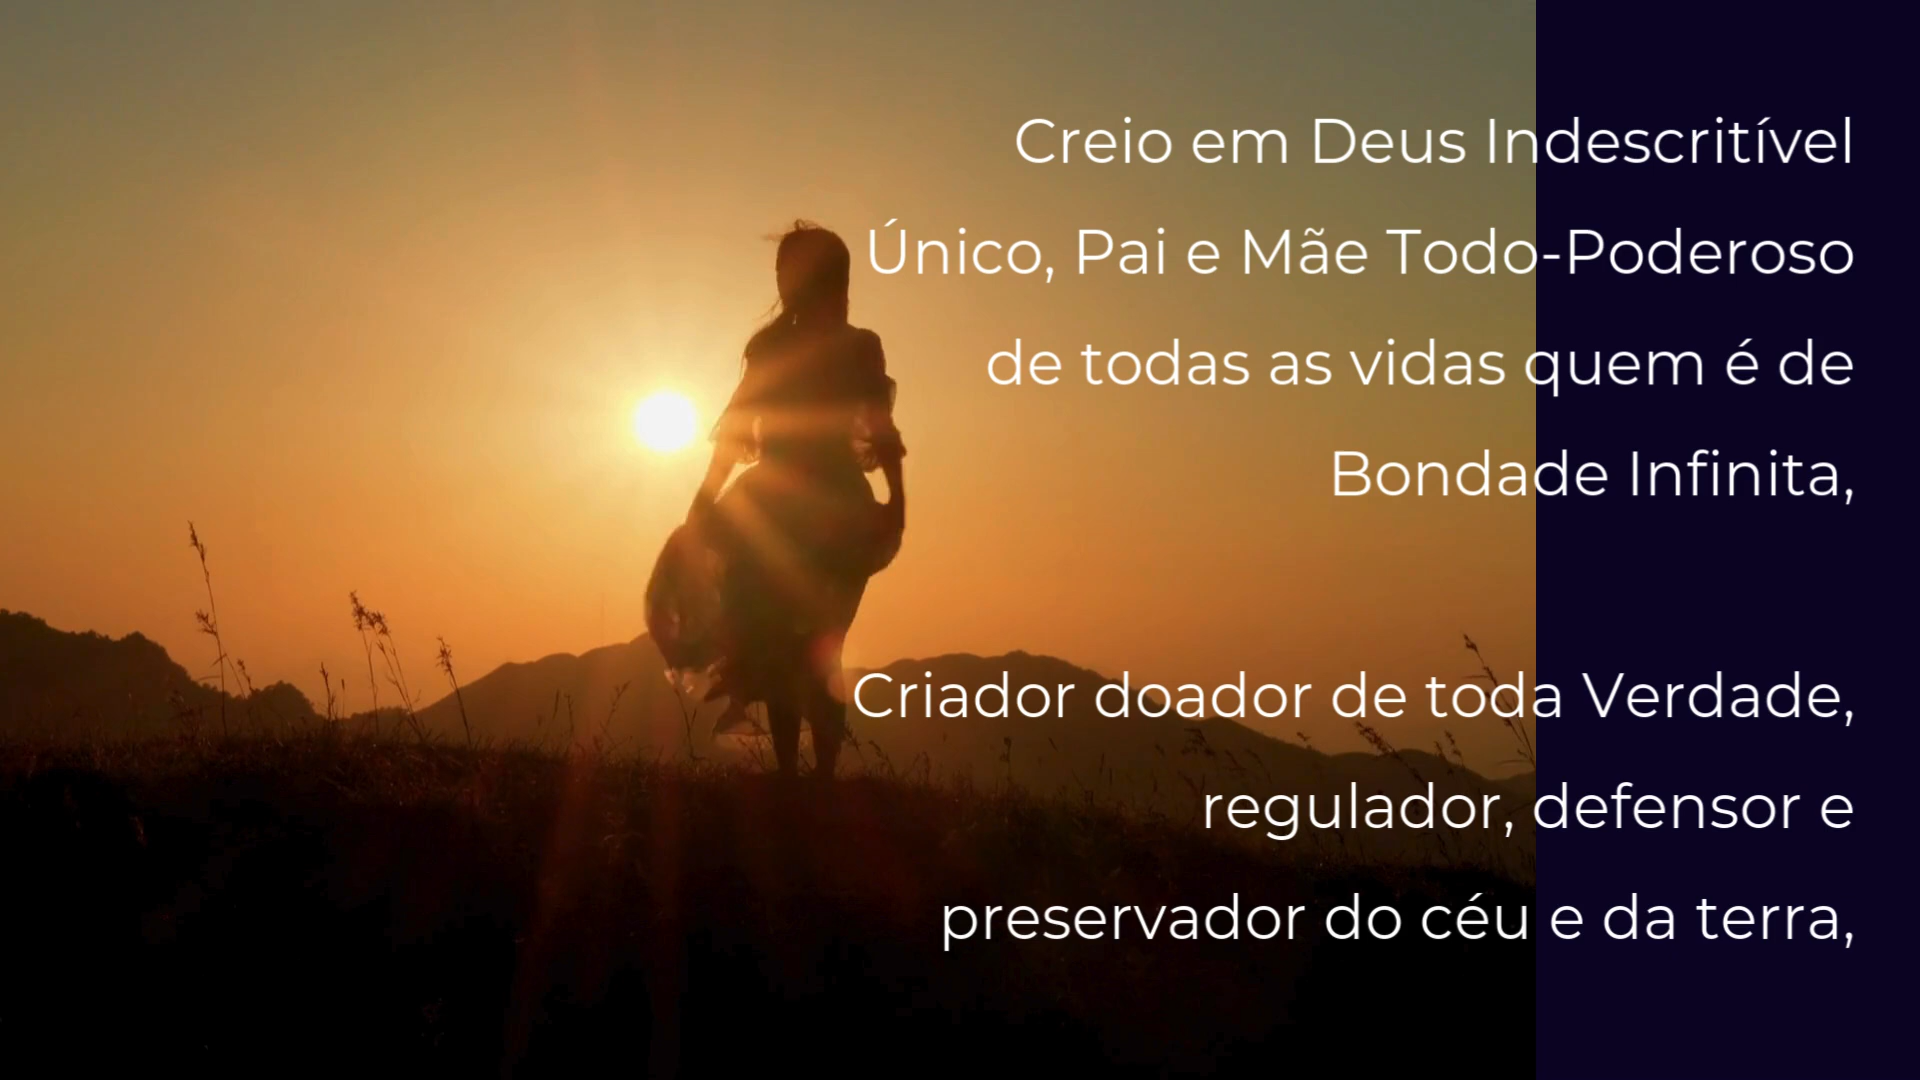 Creio em Deus Indescritível
Único, Pai e Mãe Todo-Poderoso
de todas as vidas quem é de
Bondade Infinita,
Criador doador de toda Verdade,
regulador, defensor e
preservador do céu e da terra,